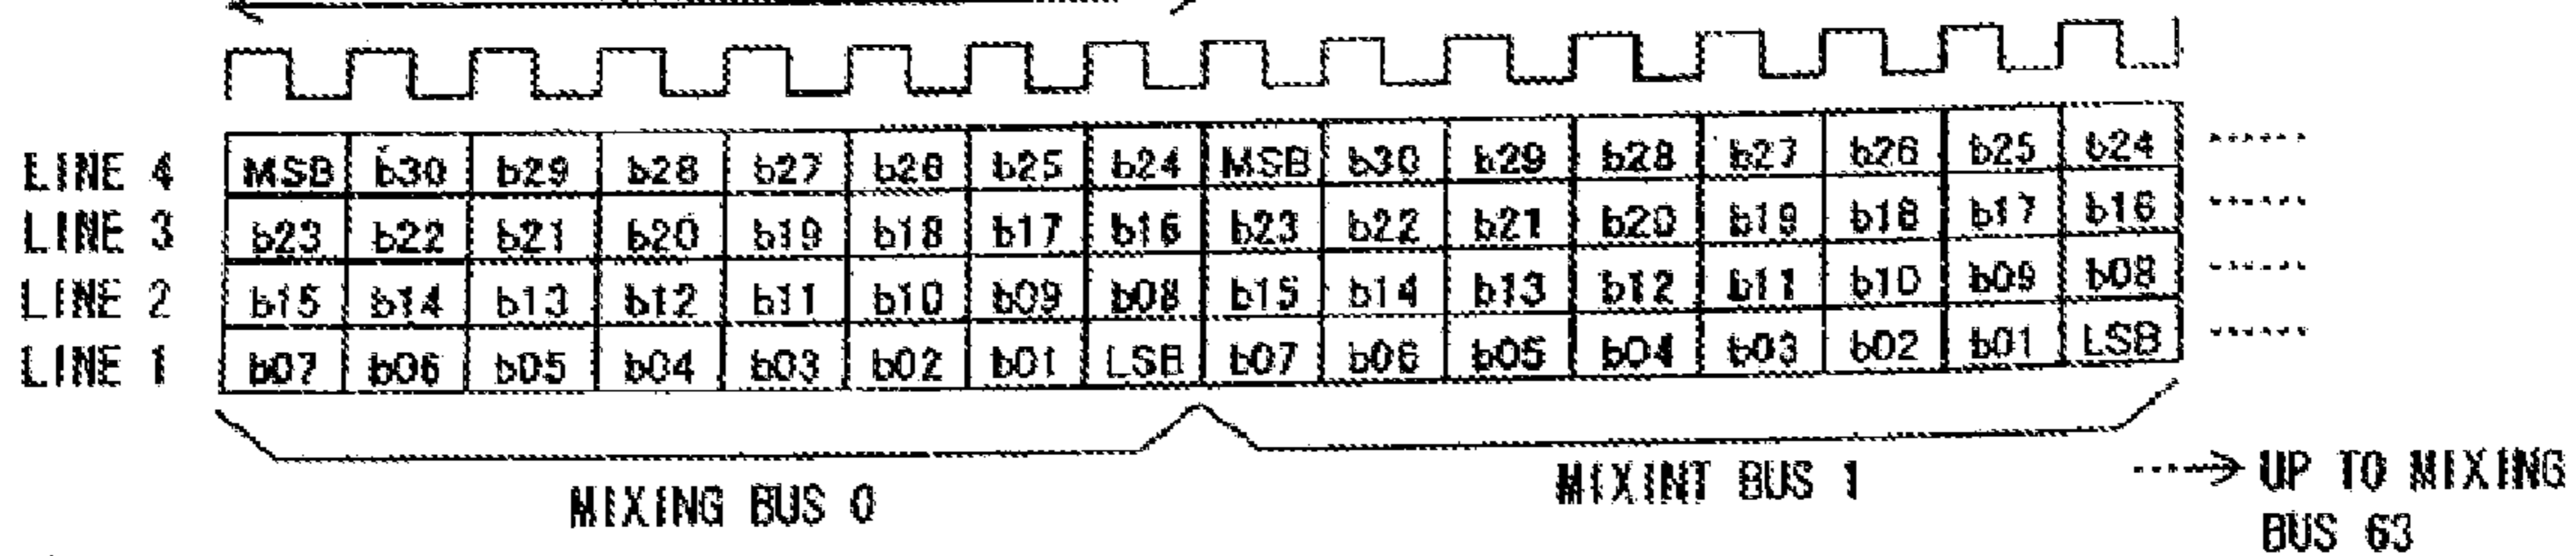 LINE 4 MSB b30 b29 b28 b27 b26 b25 b24 MSB b30 b29 b28 b27 b26 b25 b24 ······
LINE 3 b23 b22 b21 b20 b19 b18 b17 b16 b23 b22 b21 b20 b19 b18 b17 b16 ······
LINE 2 b15 b14 b13 b12 b11 b10 b09 b08 b15 b14 b13 b12 b11 b10 b09 b08 ······
LINE 1 b07 b06 b05 b04 b03 b02 b01 LSB b07 b06 b05 b04 b03 b02 b01 LSB ······
MIXING BUS 0 MIXINT BUS 1 UP TO MIXING
BUS 63